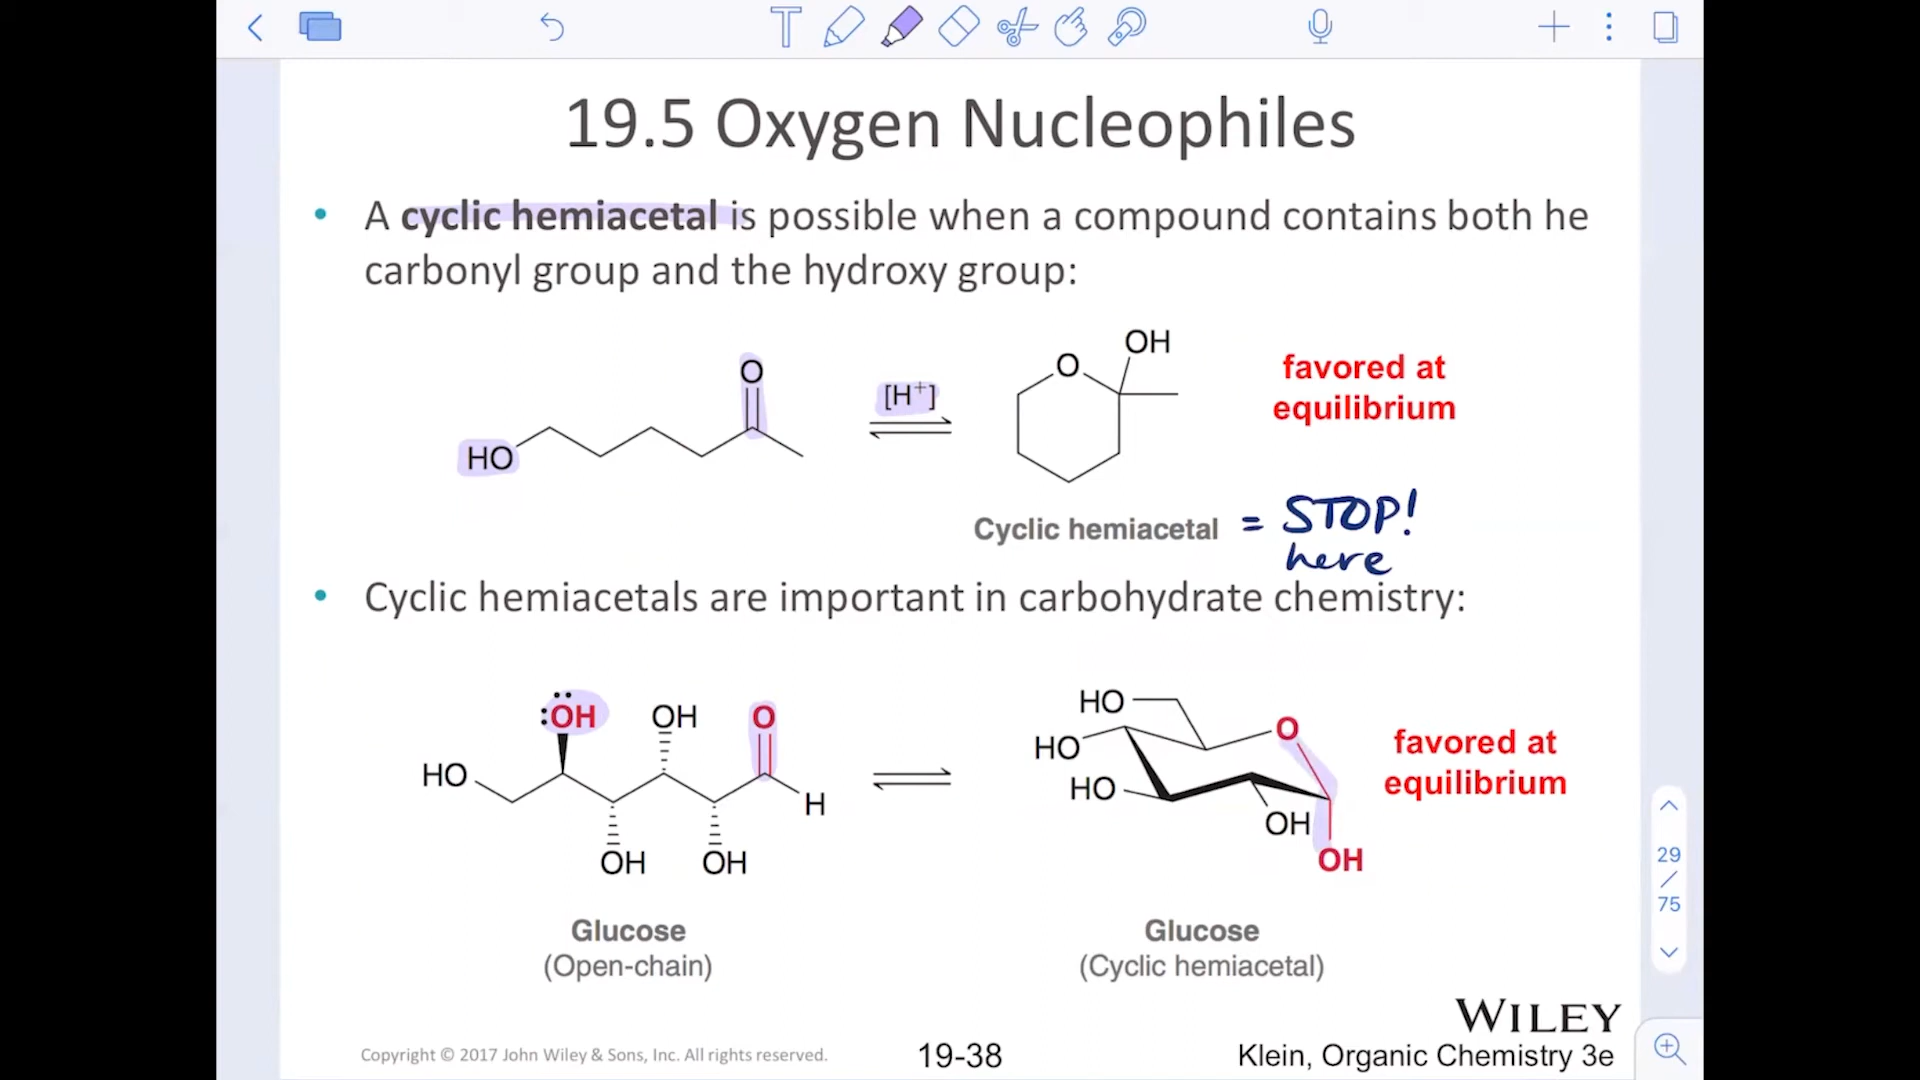 19.5 Oxygen Nucleophiles
• A cyclic hemiacetal is possible when a compound contains both he
carbonyl group and the hydroxy group:
OH
O
O
[H⁺]
HO
favored at
equilibrium
Cyclic hemiacetal = STOP!
here
• Cyclic hemiacetals are important in carbohydrate chemistry:
:OH
OH
O
HO
H
OH
OH
HO
HO
HO
O
OH
OH
favored at
equilibrium
Glucose
(Open-chain)
Glucose
(Cyclic hemiacetal)
29
/
75
WILEY
Copyright © 2017 John Wiley & Sons, Inc. All rights reserved.
19-38
Klein, Organic Chemistry 3e